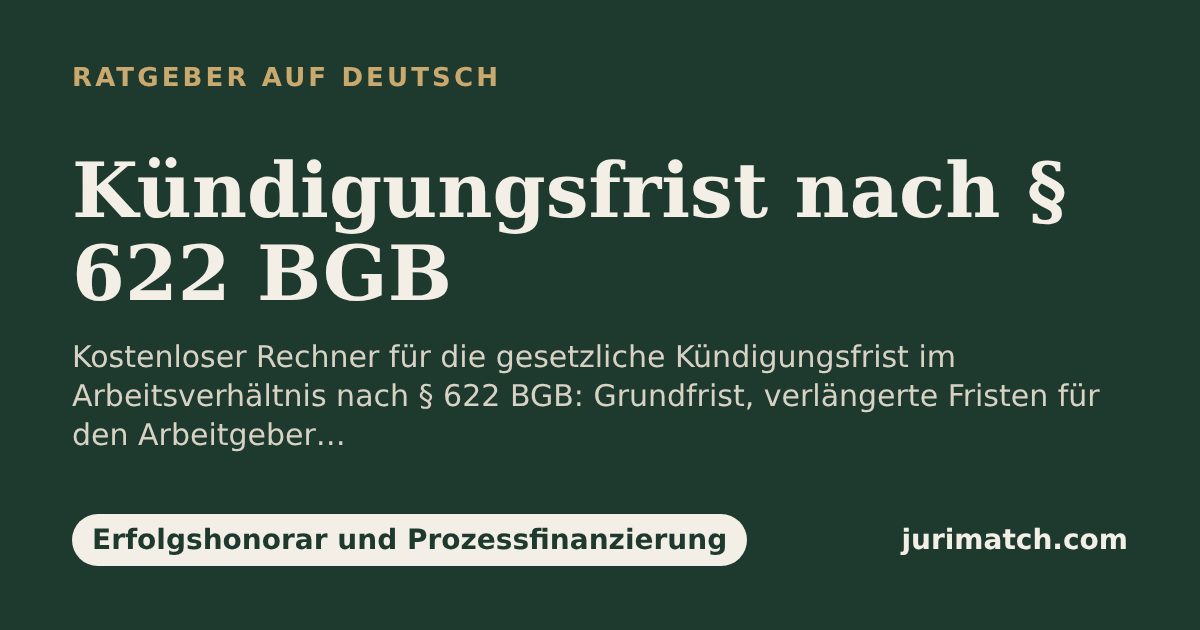 RATGEBER AUF DEUTSCH
Kündigungsfrist nach §
622 BGB
Kostenloser Rechner für die gesetzliche Kündigungsfrist im
Arbeitsverhältnis nach § 622 BGB: Grundfrist, verlängerte Fristen für
den Arbeitgeber…
Erfolgshonorar und Prozessfinanzierung
jurimatch.com